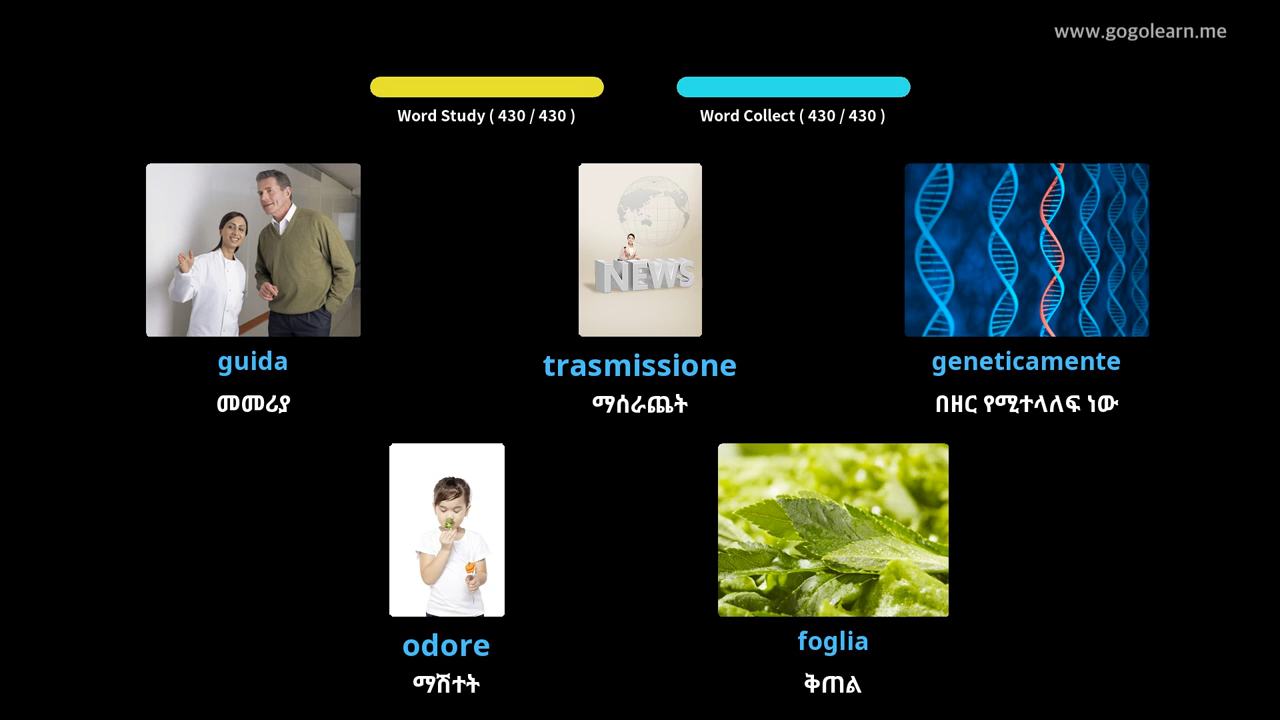 www.gogolearn.me
Word Study ( 430 / 430 )
Word Collect ( 430 / 430 )
NEWS
guida
trasmissione
geneticamente
መመሪያ
ማሰራጨት
በዘር የሚተላለፍ ነው
odore
foglia
ማሽተት
ቅጠል